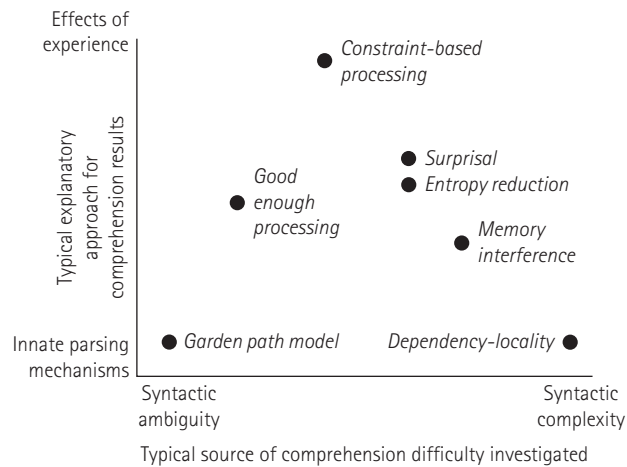 Effects of
experience
Constraint-based
processing
Typical explanatory
approach for
comprehension results
Surprisal
Entropy reduction
Good
enough
processing
Memory
interference
Innate parsing
mechanisms
Garden path model
Dependency-locality
Syntactic
ambiguity
Syntactic
complexity
Typical source of comprehension difficulty investigated